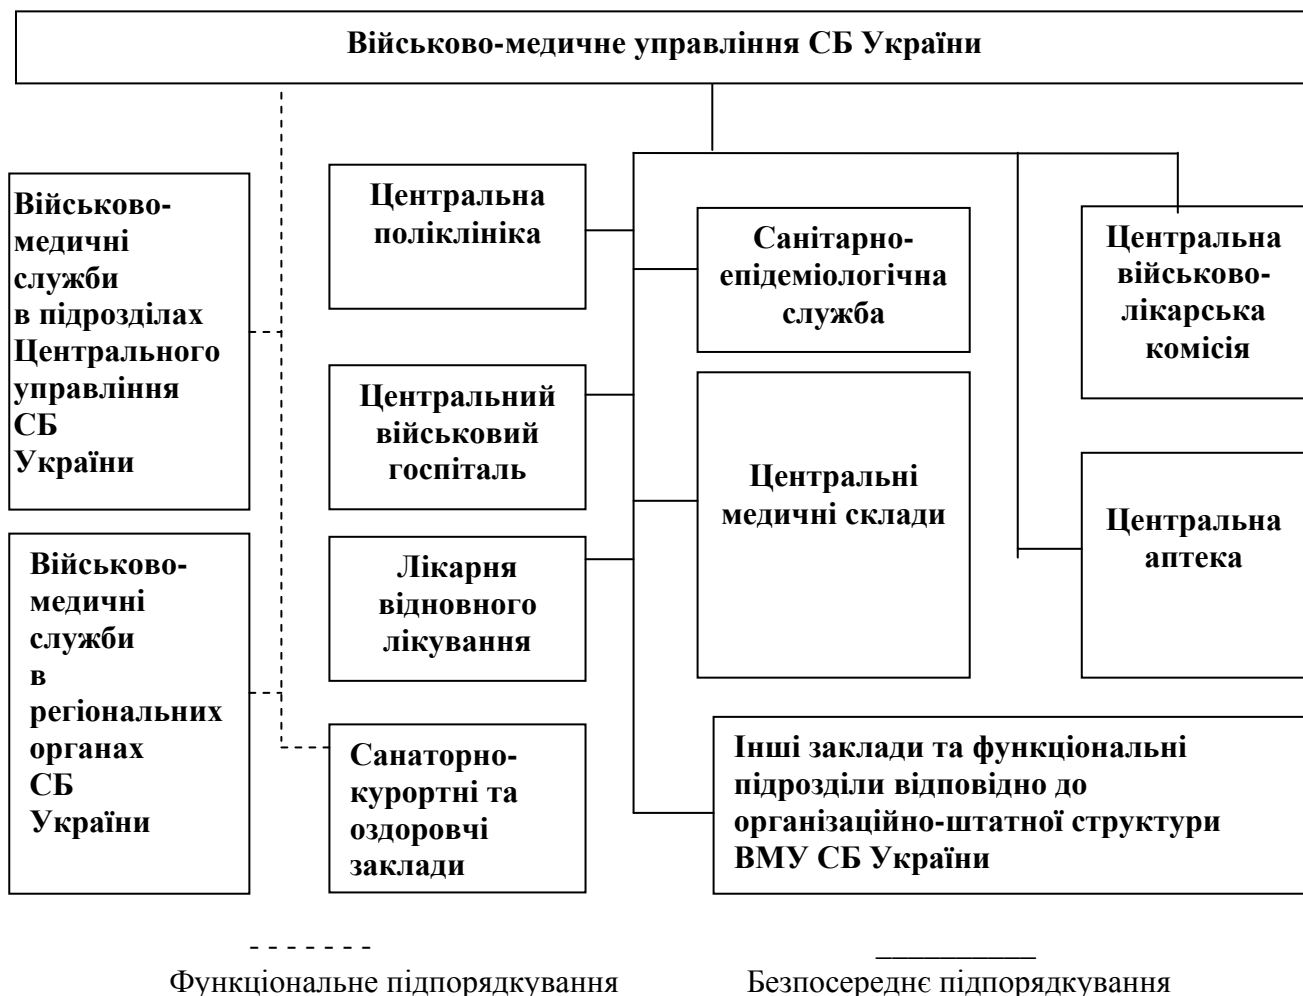 Військово-медичне управління СБ України
Військово-
медичні
служби
в підрозділах
Центрального
управління
СБ
України
Військово-
медичні
служби
в
регіональних
органах
СБ
України
Центральна
поліклініка
Центральний
військовий
госпіталь
Лікарня
відновного
лікування
Санаторно-
курортні та
оздоровчі
заклади
Санітарно-
епідеміологічна
служба
Центральні
медичні склади
Центральна
військово-
лікарська
комісія
Центральна
аптека
Інші заклади та функціональні
підрозділи відповідно до
організаційно-штатної структури
ВМУ СБ України
Функціональне підпорядкування
Безпосереднє підпорядкування